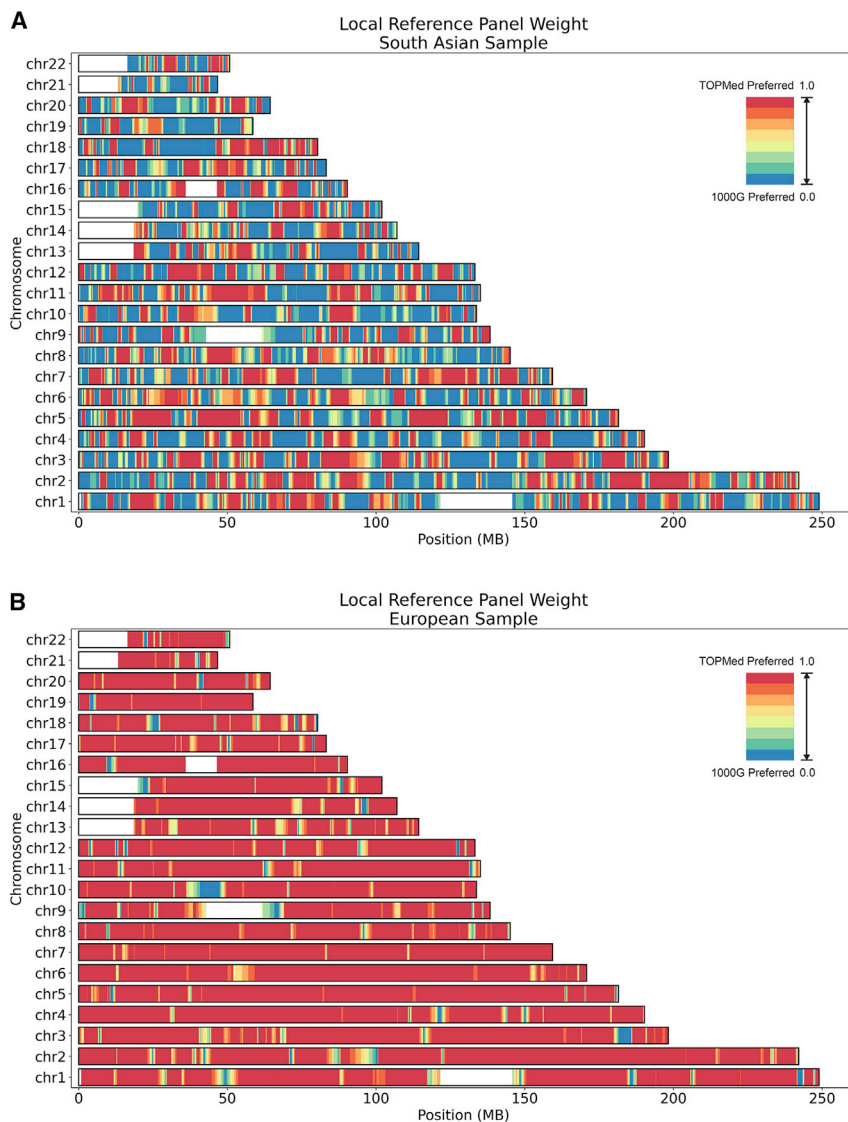 A
Local Reference Panel Weight
South Asian Sample
chr22
chr21
chr20
chr19
chr18
chr17
chr16
chr15
chr14
chr13
chr12
chr11
chr10
chr9
chr8
chr7
chr6
chr5
chr4
chr3
chr2
chr1
Chromosome
TOPMed Preferred 1.0
1000G Preferred 0.0
0 50 100 150 200 250
Position (MB)
B
Local Reference Panel Weight
European Sample
chr22
chr21
chr20
chr19
chr18
chr17
chr16
chr15
chr14
chr13
chr12
chr11
chr10
chr9
chr8
chr7
chr6
chr5
chr4
chr3
chr2
chr1
Chromosome
TOPMed Preferred 1.0
1000G Preferred 0.0
0 50 100 150 200 250
Position (MB)